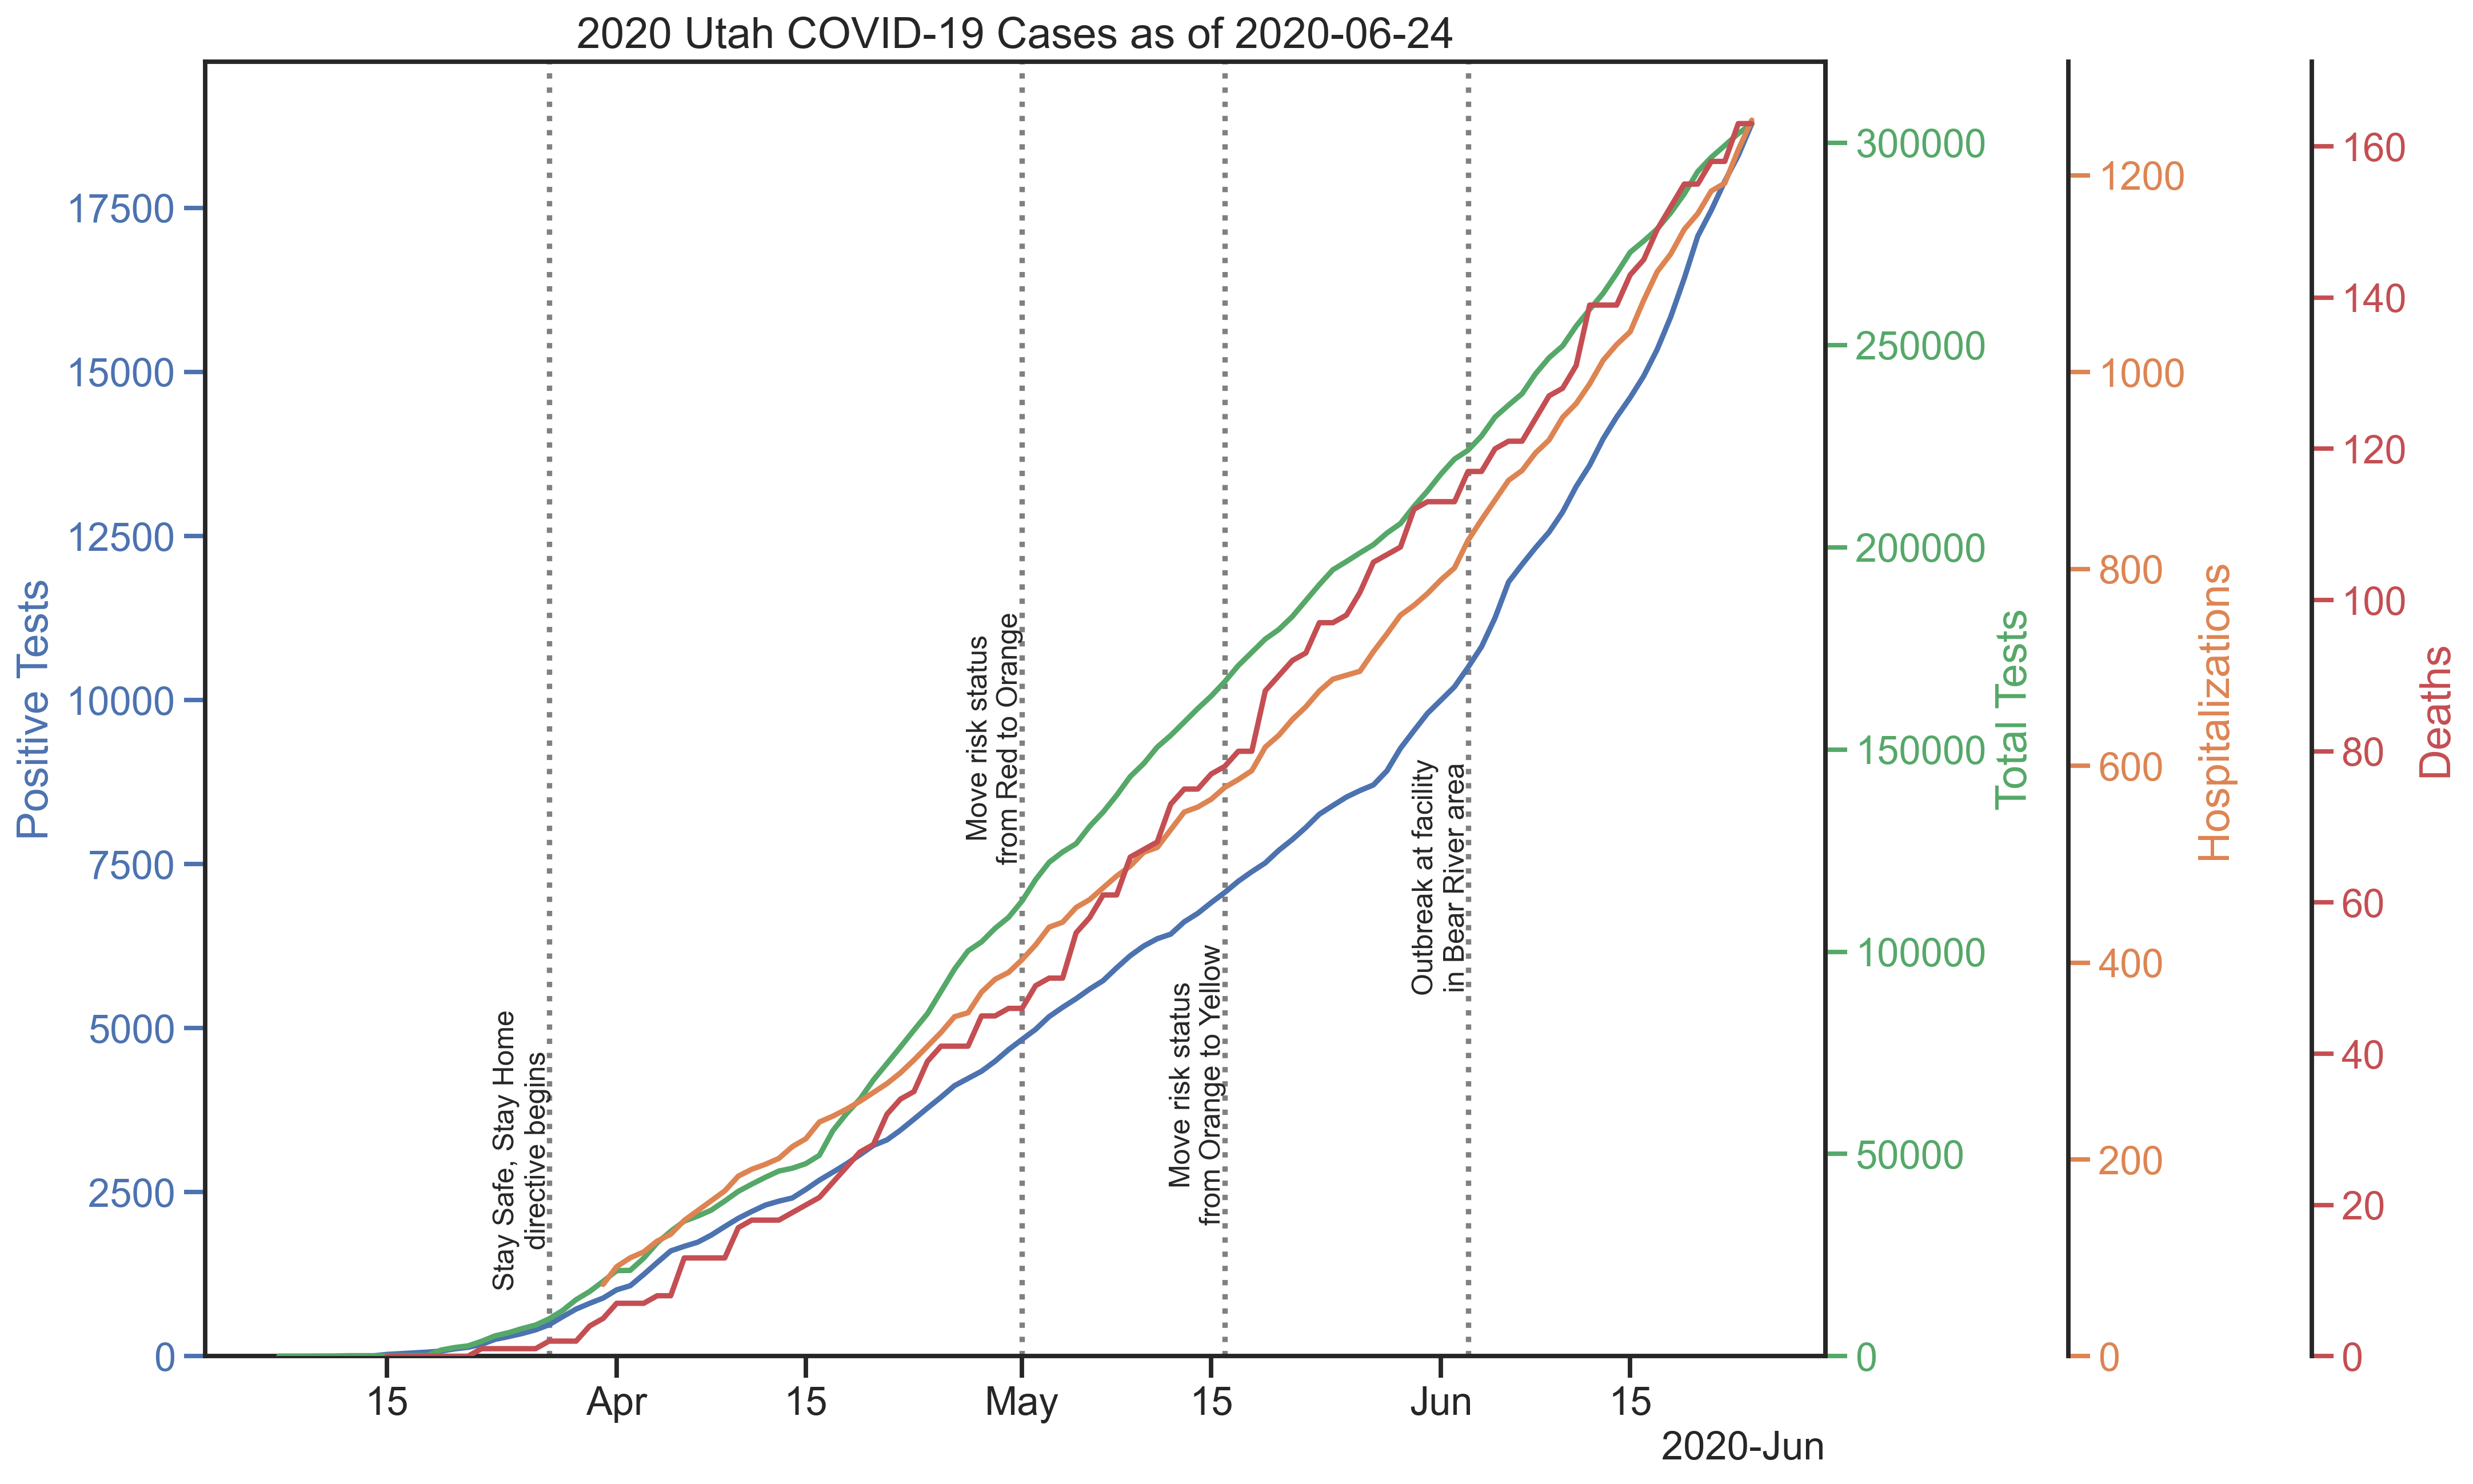 2020 Utah COVID-19 Cases as of 2020-06-24
Positive Tests
17500
15000
12500
10000
7500
5000
2500
0
Stay Safe, Stay Home
directive begins
Move risk status
from Red to Orange
Move risk status
from Orange to Yellow
Outbreak at facility
in Bear River area
15
Apr
15
May
15
Jun
15
2020-Jun
300000
250000
200000
150000
100000
50000
0
Total Tests
1200
1000
800
600
400
200
0
Hospitalizations
160
140
120
100
80
60
40
20
0
Deaths